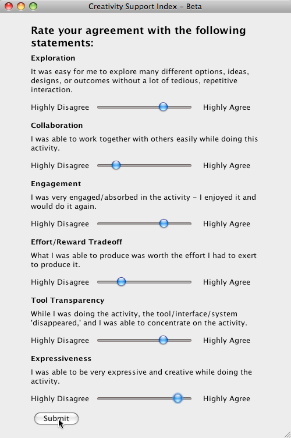 Creativity Support Index – Beta
Rate your agreement with the following
statements:
Exploration
It was easy for me to explore many different options, ideas,
designs, or outcomes without a lot of tedious, repetitive
interaction.
Highly Disagree Highly Agree
Collaboration
I was able to work together with others easily while doing this
activity.
Highly Disagree Highly Agree
Engagement
I was very engaged/absorbed in the activity – I enjoyed it and
would do it again.
Highly Disagree Highly Agree
Effort/Reward Tradeoff
What I was able to produce was worth the effort I had to exert
to produce it.
Highly Disagree Highly Agree
Tool Transparency
While I was doing the activity, the tool/interface/system
'disappeared,' and I was able to concentrate on the activity.
Highly Disagree Highly Agree
Expressiveness
I was able to be very expressive and creative while doing the
activity.
Highly Disagree Highly Agree
Submit